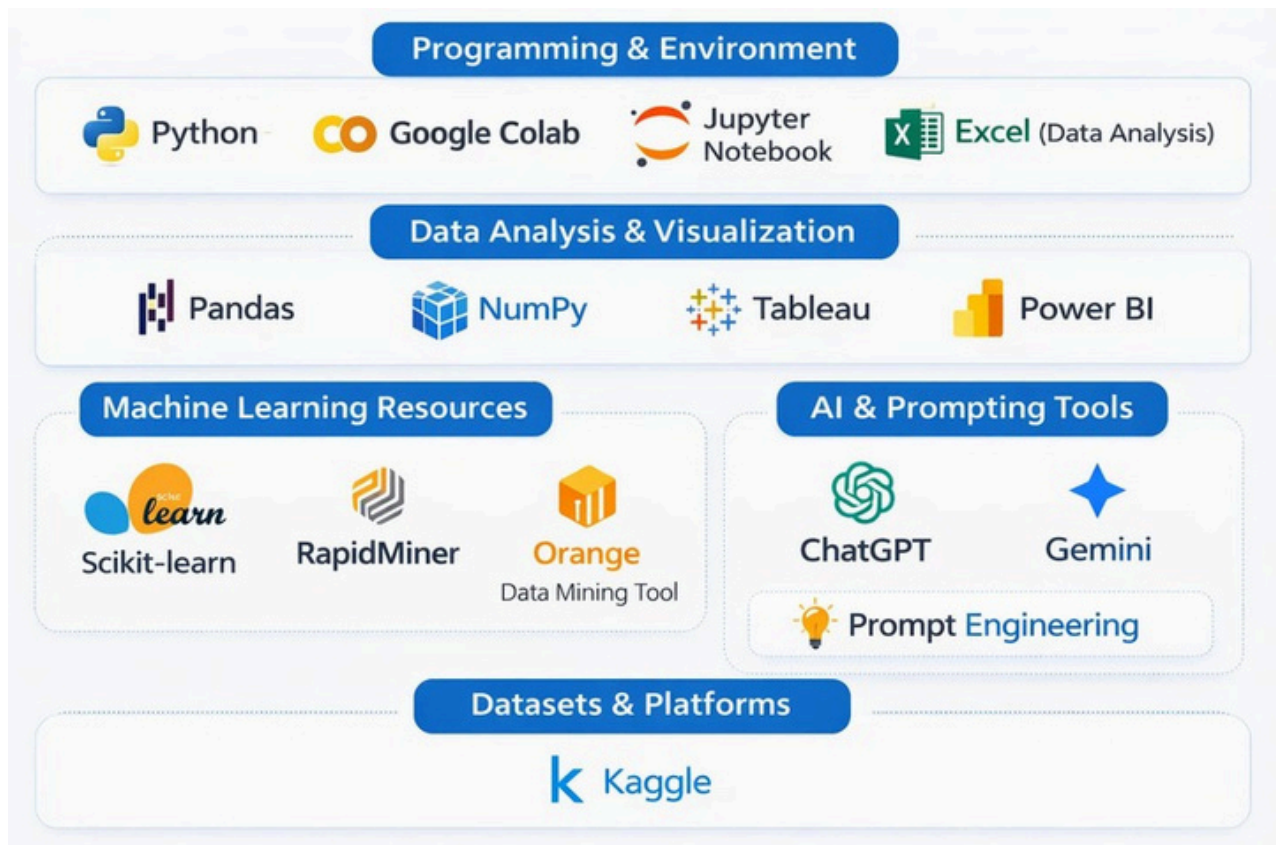 Programming & Environment
Python
Google Colab
Jupyter
Notebook
X
Excel (Data Analysis)
Data Analysis & Visualization
Pandas
NumPy
Tableau
Power BI
Machine Learning Resources
learn
Scikit-learn
RapidMiner
Orange
Data Mining Tool
AI & Prompting Tools
ChatGPT
Gemini
Prompt Engineering
Datasets & Platforms
k Kaggle